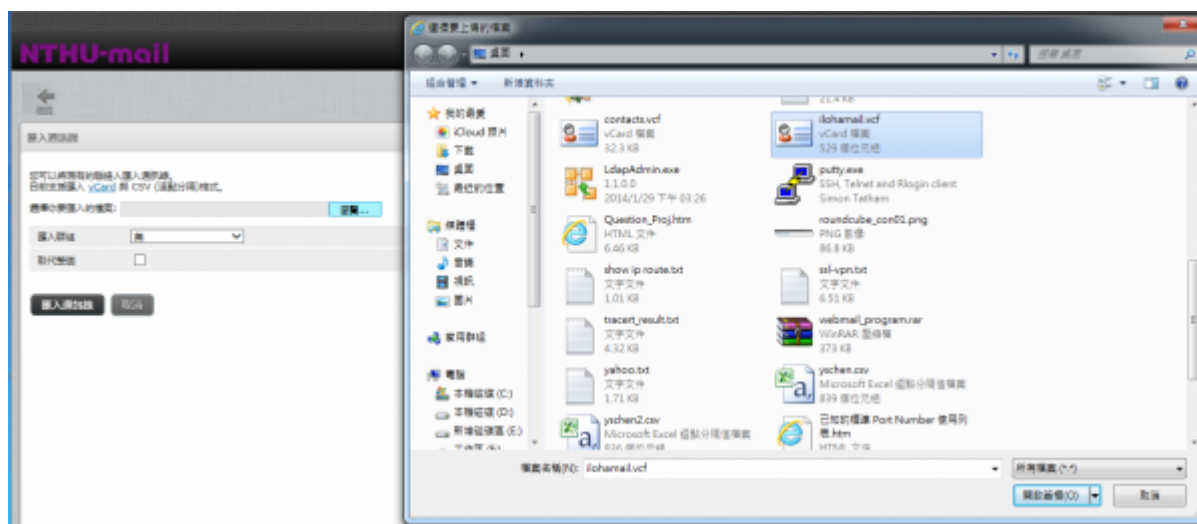 NTHU-mail
匯入通訊錄
您可以將現有的聯絡人匯入通訊錄。
目前支援匯入 vCard 與 CSV (逗點分隔)格式。
選擇你要匯入的檔案:
瀏覽...
匯入群組 無
取代整個
匯入通訊錄 取消
選擇要上傳的檔案
桌面
搜尋 桌面
組合管理 新增資料夾
我的最愛
iCloud 照片
下載
桌面
最近的位置
媒體櫃
文件
音樂
視訊
圖片
家用群組
電腦
本機磁碟 (C:)
本機磁碟 (D:)
新增磁碟區 (E:)
21.4 KB
contacts.vcf
vCard 檔案
32.3 KB
ilohamail.vcf
vCard 檔案
529 個位元組
LdapAdmin.exe
1.1.0.0
2014/1/29 下午 03:26
putty.exe
SSH, Telnet and Rlogin client
Simon Tatham
Question_Proj.htm
HTML 文件
6.46 KB
roundcube_con01.png
PNG 影像
86.8 KB
show ip route.txt
文字文件
1.01 KB
ssl-vpn.txt
文字文件
6.51 KB
tracert_result.txt
文字文件
4.32 KB
webmail_program.rar
WinRAR 壓縮檔
373 KB
yahoo.txt
文字文件
1.71 KB
yschen.csv
Microsoft Excel 逗點分隔值檔案
839 個位元組
yschen2.csv
Microsoft Excel 逗點分隔值檔案
836 個位元組
已知的標準 Port Number 使用列
表.htm
HTML 文件
檔案名稱(N): ilohamail.vcf
所有檔案 (*.*)
開啟舊檔(O) 取消